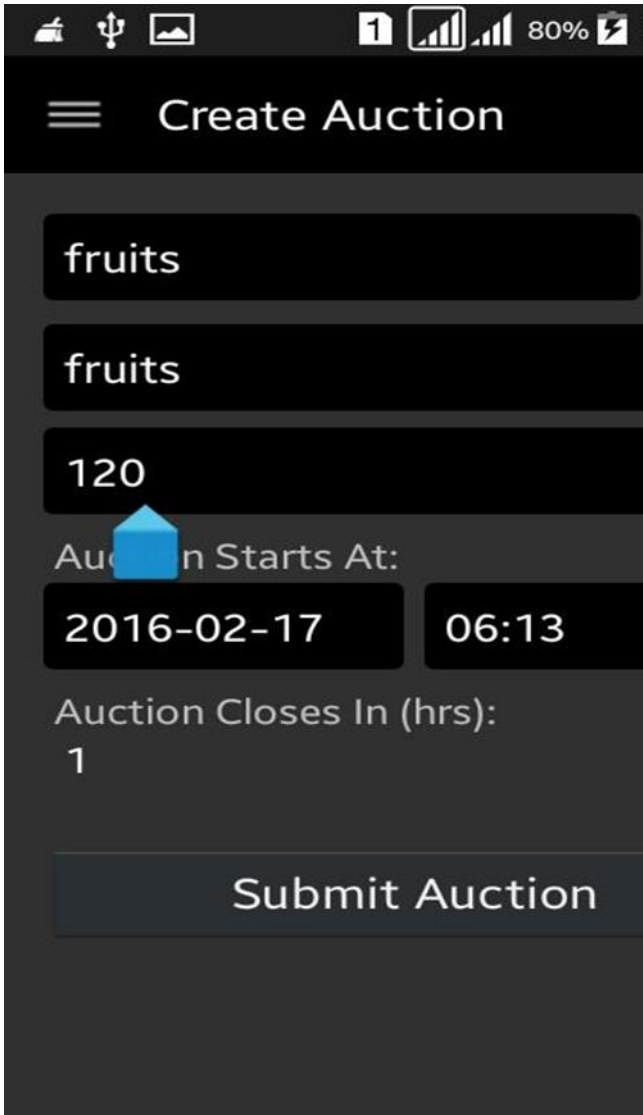 1 80%
Create Auction
fruits
fruits
120
Auction Starts At:
2016-02-17 06:13
Auction Closes In (hrs):
1
Submit Auction